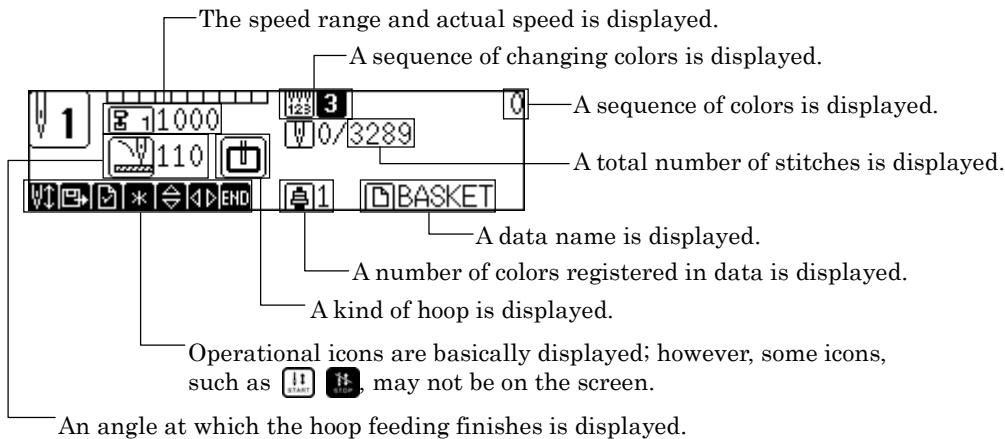 The speed range and actual speed is displayed.
A sequence of changing colors is displayed.
1
1 1000
123 3
0
A sequence of colors is displayed.
0/3289
A total number of stitches is displayed.
110
END
1
BASKET
A data name is displayed.
A number of colors registered in data is displayed.
A kind of hoop is displayed.
Operational icons are basically displayed; however, some icons,
such as START STOP, may not be on the screen.
An angle at which the hoop feeding finishes is displayed.